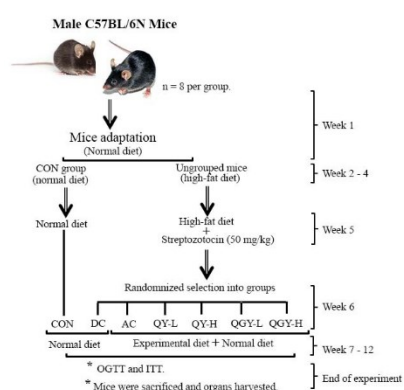 Male C57BL/6N Mice
n = 8 per group.
Mice adaptation
(Normal diet)
Week 1
CON group
(normal diet)
Ungrouped mice
(high-fat diet)
Week 2 - 4
Normal diet
High-fat diet
+
Streptozotocin (50 mg/kg)
Week 5
Randomnized selection into groups
Week 6
CON DC AC QY-L QY-H QGY-L QGY-H
Normal diet Experimental diet + Normal diet
Week 7 - 12
* OGTT and ITT.
* Mice were sacrificed and organs harvested.
End of experiment